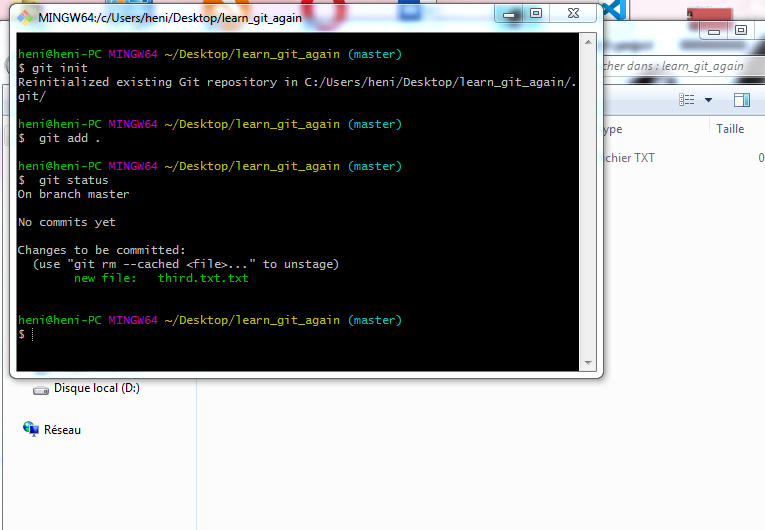 MINGW64:/c/Users/heni/Desktop/learn_git_again
heni@heni-PC MINGW64 ~/Desktop/learn_git_again (master)
$ git init
Reinitialized existing Git repository in C:/Users/heni/Desktop/learn_git_again/.
git/
heni@heni-PC MINGW64 ~/Desktop/learn_git_again (master)
$  git add .
heni@heni-PC MINGW64 ~/Desktop/learn_git_again (master)
$  git status
On branch master
No commits yet
Changes to be committed:
  (use "git rm --cached <file>..." to unstage)
        new file:   third.txt.txt
heni@heni-PC MINGW64 ~/Desktop/learn_git_again (master)
$
cher dans : learn_git_again
ype Taille
ichier TXT 0
Disque local (D:)
Réseau